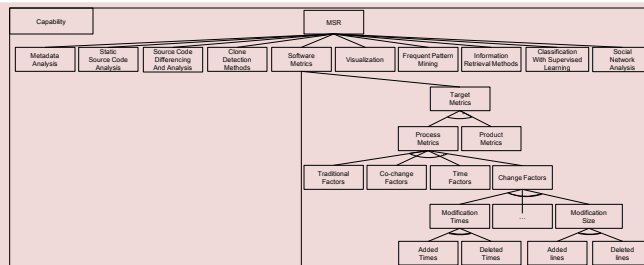 Capability
MSR
Metadata
Analysis
Static
Source Code
Analysis
Source Code
Differencing
And Analysis
Clone
Detection
Methods
Software
Metrics
Visualization
Frequent Pattern
Mining
Information
Retrieval Methods
Classification
With Supervised
Learning
Social
Network Analysis
Target
Metrics
Process
Metrics
Product
Metrics
Traditional
Factors
Co-change
Factors
Time
Factors
Change Factors
Modification
Times
...
Modification
Size
Added
Times
Deleted
Times
Added
lines
Deleted
lines